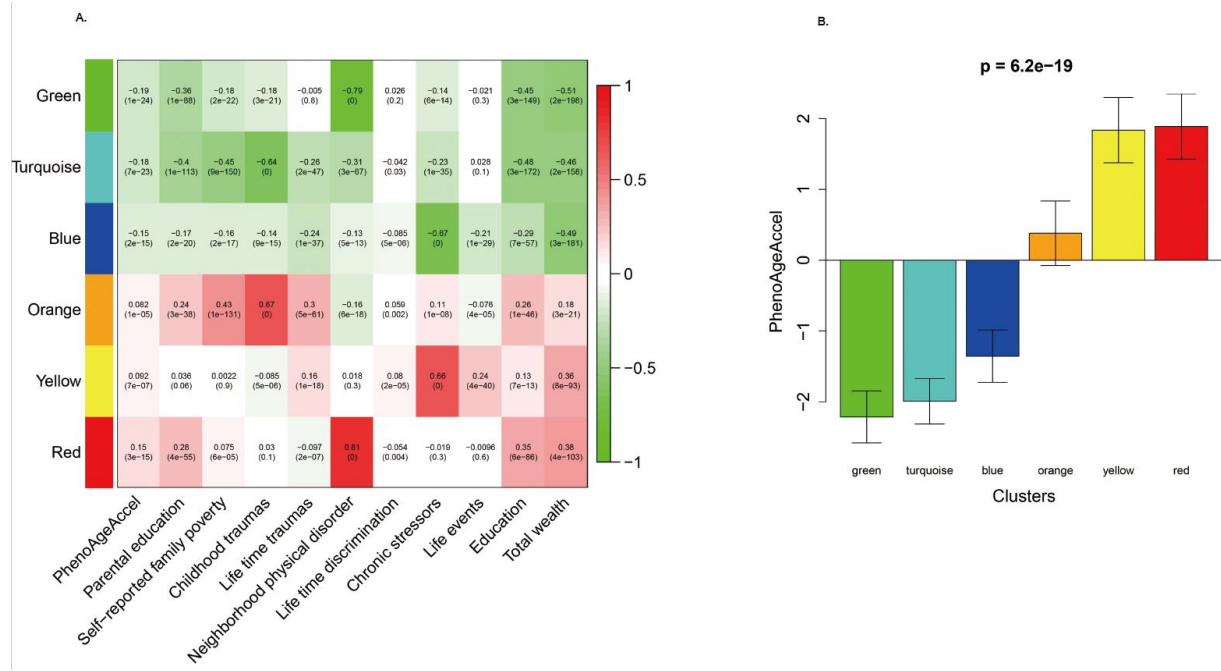 A.
Green
−0.19 −0.36 −0.18 −0.18 −0.005 −0.79 0.026 −0.14 −0.021 −0.45 −0.51
(1e−24) (1e−88) (2e−22) (3e−21) (0.8) (0) (0.2) (6e−14) (0.3) (3e−149) (2e−198)
Turquoise
−0.18 −0.4 −0.45 −0.64 −0.26 −0.31 −0.042 −0.23 0.028 −0.48 −0.46
(7e−23) (1e−113) (9e−150) (0) (2e−47) (3e−67) (0.03) (1e−35) (0.1) (3e−172) (2e−158)
Blue
−0.15 −0.17 −0.16 −0.14 −0.24 −0.13 −0.085 −0.67 −0.21 −0.29 −0.49
(2e−15) (2e−20) (2e−17) (9e−15) (1e−37) (5e−13) (5e−06) (0) (1e−29) (7e−57) (3e−181)
Orange
0.082 0.24 0.43 0.67 0.3 −0.16 0.059 0.11 −0.076 0.26 0.18
(1e−05) (3e−38) (1e−131) (0) (5e−61) (6e−18) (0.002) (1e−08) (4e−05) (1e−46) (3e−21)
Yellow
0.092 0.036 0.0022 −0.085 0.16 0.018 0.08 0.66 0.24 0.13 0.36
(7e−07) (0.06) (0.9) (5e−06) (1e−18) (0.3) (2e−05) (0) (4e−40) (7e−13) (8e−93)
Red
0.15 0.28 0.075 0.03 −0.097 0.81 −0.054 −0.019 −0.0096 0.35 0.38
(3e−15) (4e−55) (6e−05) (0.1) (2e−07) (0) (0.004) (0.3) (0.6) (6e−86) (4e−103)
PhenoAgeAccel
Parental education
Self−reported family poverty
Childhood traumas
Life time traumas
Neighborhood physical disorder
Life time discrimination
Chronic stressors
Life events
Education
Total wealth
1
0.5
0
−0.5
−1
B.
p = 6.2e−19
PhenoAgeAccel
2
1
0
−1
−2
green turquoise blue orange yellow red
Clusters